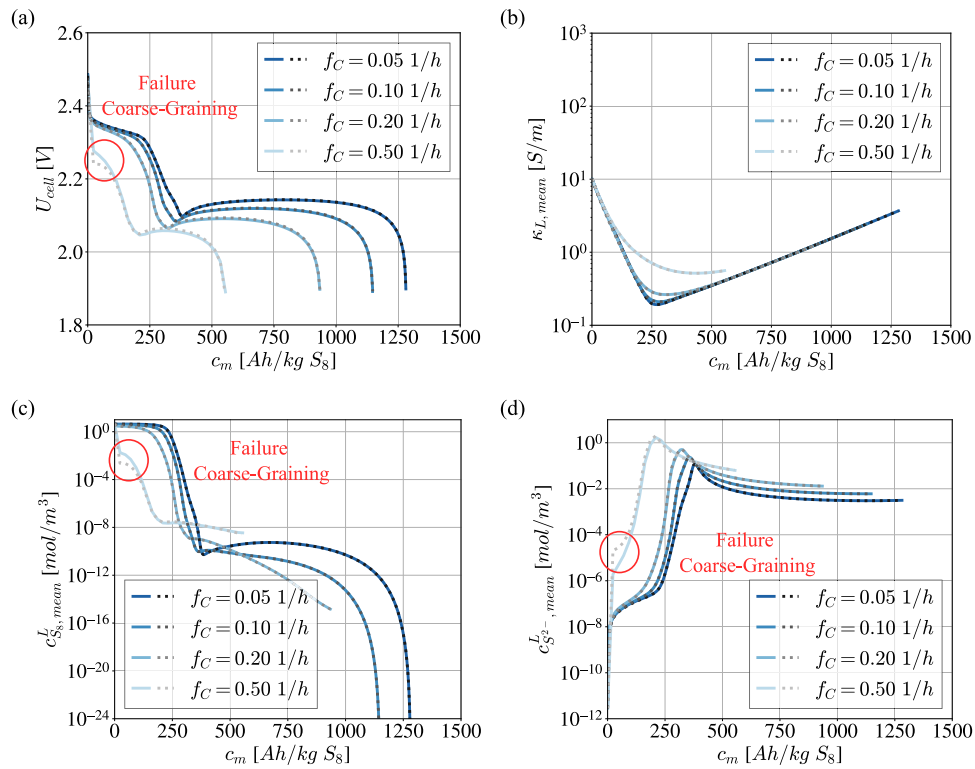 (a)
2.6
2.4
2.2
2.0
1.8
U_cell [V]
0 250 500 750 1000 1250 1500
c_m [Ah/kg S_8]
Failure
Coarse-Graining
f_C = 0.05 1/h
f_C = 0.10 1/h
f_C = 0.20 1/h
f_C = 0.50 1/h
(b)
10^3
10^2
10^1
10^0
10^−1
κ_L, mean [S/m]
0 250 500 750 1000 1250 1500
c_m [Ah/kg S_8]
f_C = 0.05 1/h
f_C = 0.10 1/h
f_C = 0.20 1/h
f_C = 0.50 1/h
(c)
10^0
10^−4
10^−8
10^−12
10^−16
10^−20
10^−24
c^L_S_8, mean [mol/m^3]
0 250 500 750 1000 1250 1500
c_m [Ah/kg S_8]
Failure
Coarse-Graining
f_C = 0.05 1/h
f_C = 0.10 1/h
f_C = 0.20 1/h
f_C = 0.50 1/h
(d)
10^0
10^−2
10^−4
10^−6
10^−8
10^−10
10^−12
c^L_S^2−, mean [mol/m^3]
0 250 500 750 1000 1250 1500
c_m [Ah/kg S_8]
Failure
Coarse-Graining
f_C = 0.05 1/h
f_C = 0.10 1/h
f_C = 0.20 1/h
f_C = 0.50 1/h